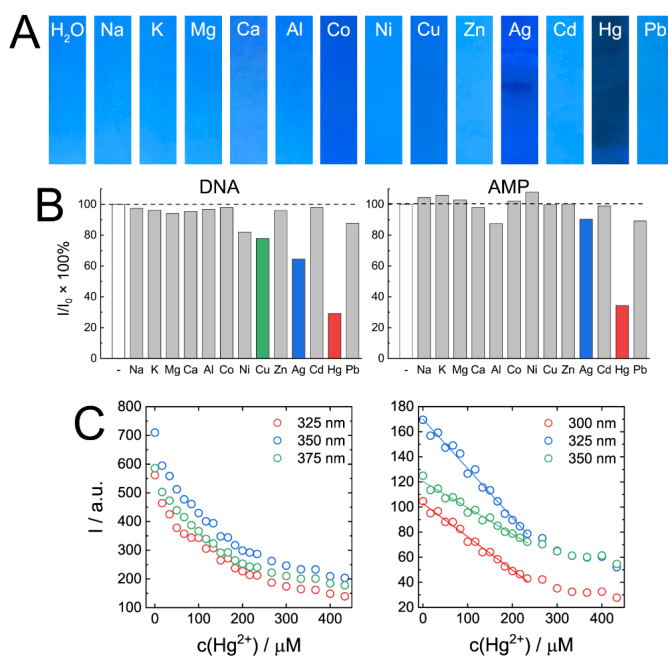 A
H₂O Na K Mg Ca Al Co Ni Cu Zn Ag Cd Hg Pb
B
DNA
I/I₀ × 100%
100
80
60
40
20
0
- Na K Mg Ca Al Co Ni Cu Zn Ag Cd Hg Pb
AMP
100
80
60
40
20
0
- Na K Mg Ca Al Co Ni Cu Zn Ag Cd Hg Pb
C
I / a.u.
800
700
600
500
400
300
200
100
325 nm
350 nm
375 nm
0 100 200 300 400
c(Hg²⁺) / µM
180
160
140
120
100
80
60
40
20
300 nm
325 nm
350 nm
0 100 200 300 400
c(Hg²⁺) / µM